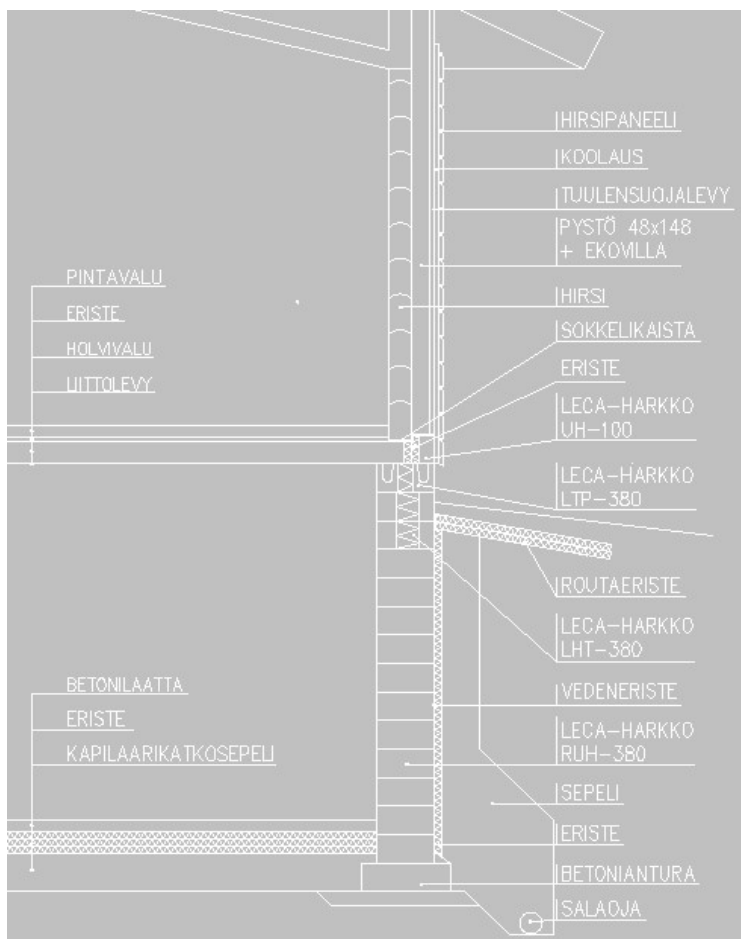 HIRSIPANEELI
KOOLAUS
TUULENSUOJALEVY
PYSTÖ 48x148
+ EKOVILLA
HIRSI
SOKKELIKAISTA
ERISTE
LECA-HARKKO
UH-100
LECA-HARKKO
LTP-380
ROUTAERISTE
LECA-HARKKO
LHT-380
VEDENERISTE
LECA-HARKKO
RUH-380
SEPELI
ERISTE
BETONIANTURA
SALAOJA
PINTAVALU
ERISTE
HOLVIVALU
LIITTOLEVY
BETONILAATTA
ERISTE
KAPILAARIKATKOSEPELI